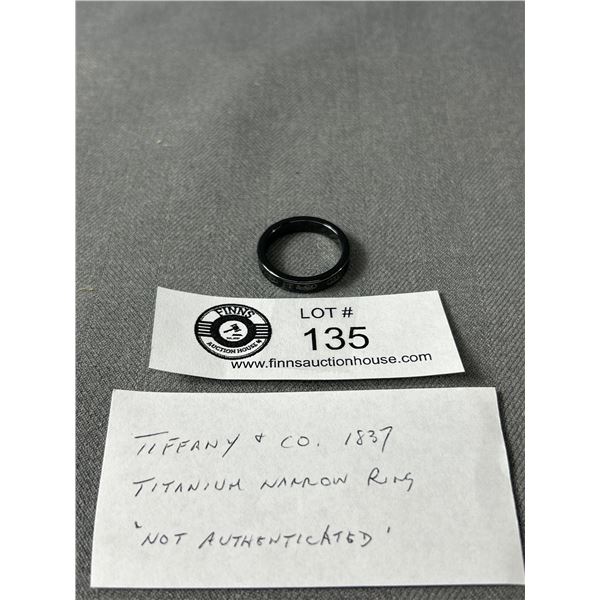 FINNS
AUCTION HOUSE
LOT #
135
www.finnsauctionhouse.com
TIFFANY & CO. 1837
TITANIUM NARROW RING
'NOT AUTHENTICATED'